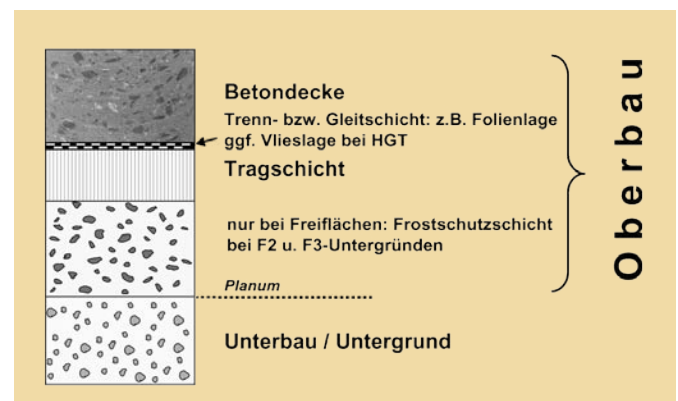 Betondecke
Trenn- bzw. Gleitschicht: z.B. Folienlage
ggf. Vlieslage bei HGT
Tragschicht
nur bei Freiflächen: Frostschutzschicht
bei F2 u. F3-Untergründen
Planum
Unterbau / Untergrund
Oberbau